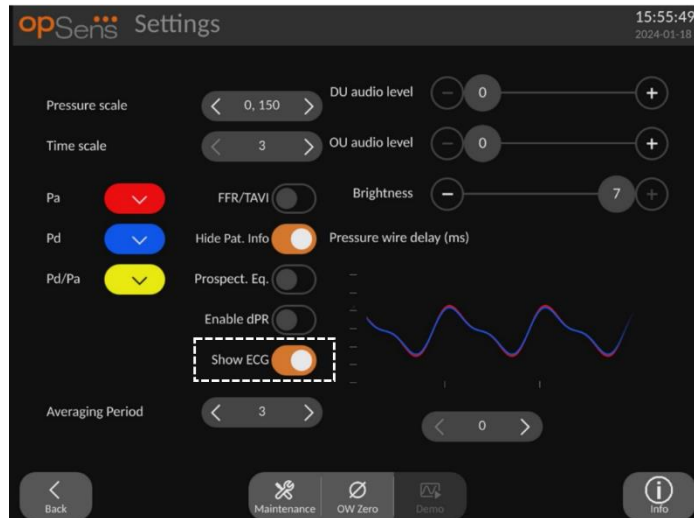 opSens Settings
15:55:49
2024-01-18
Pressure scale
0, 150
DU audio level
0
Time scale
3
OU audio level
0
Pa
FFR/TAVI
Brightness
7
Pd
Hide Pat. Info
Pressure wire delay (ms)
Pd/Pa
Prospect. Eq.
Enable dPR
Show ECG
Averaging Period
3
0
Back
Maintenance
OW Zero
Demo
Info